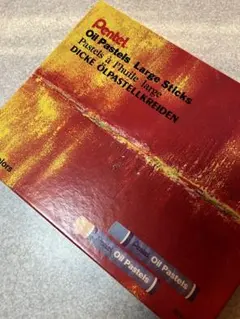 Pentel
Oil Pastels Large Sticks
Pastels à l'huile large
DICKE ÖLPASTELLKREIDEN
Oil Pastels
Oil Pastels